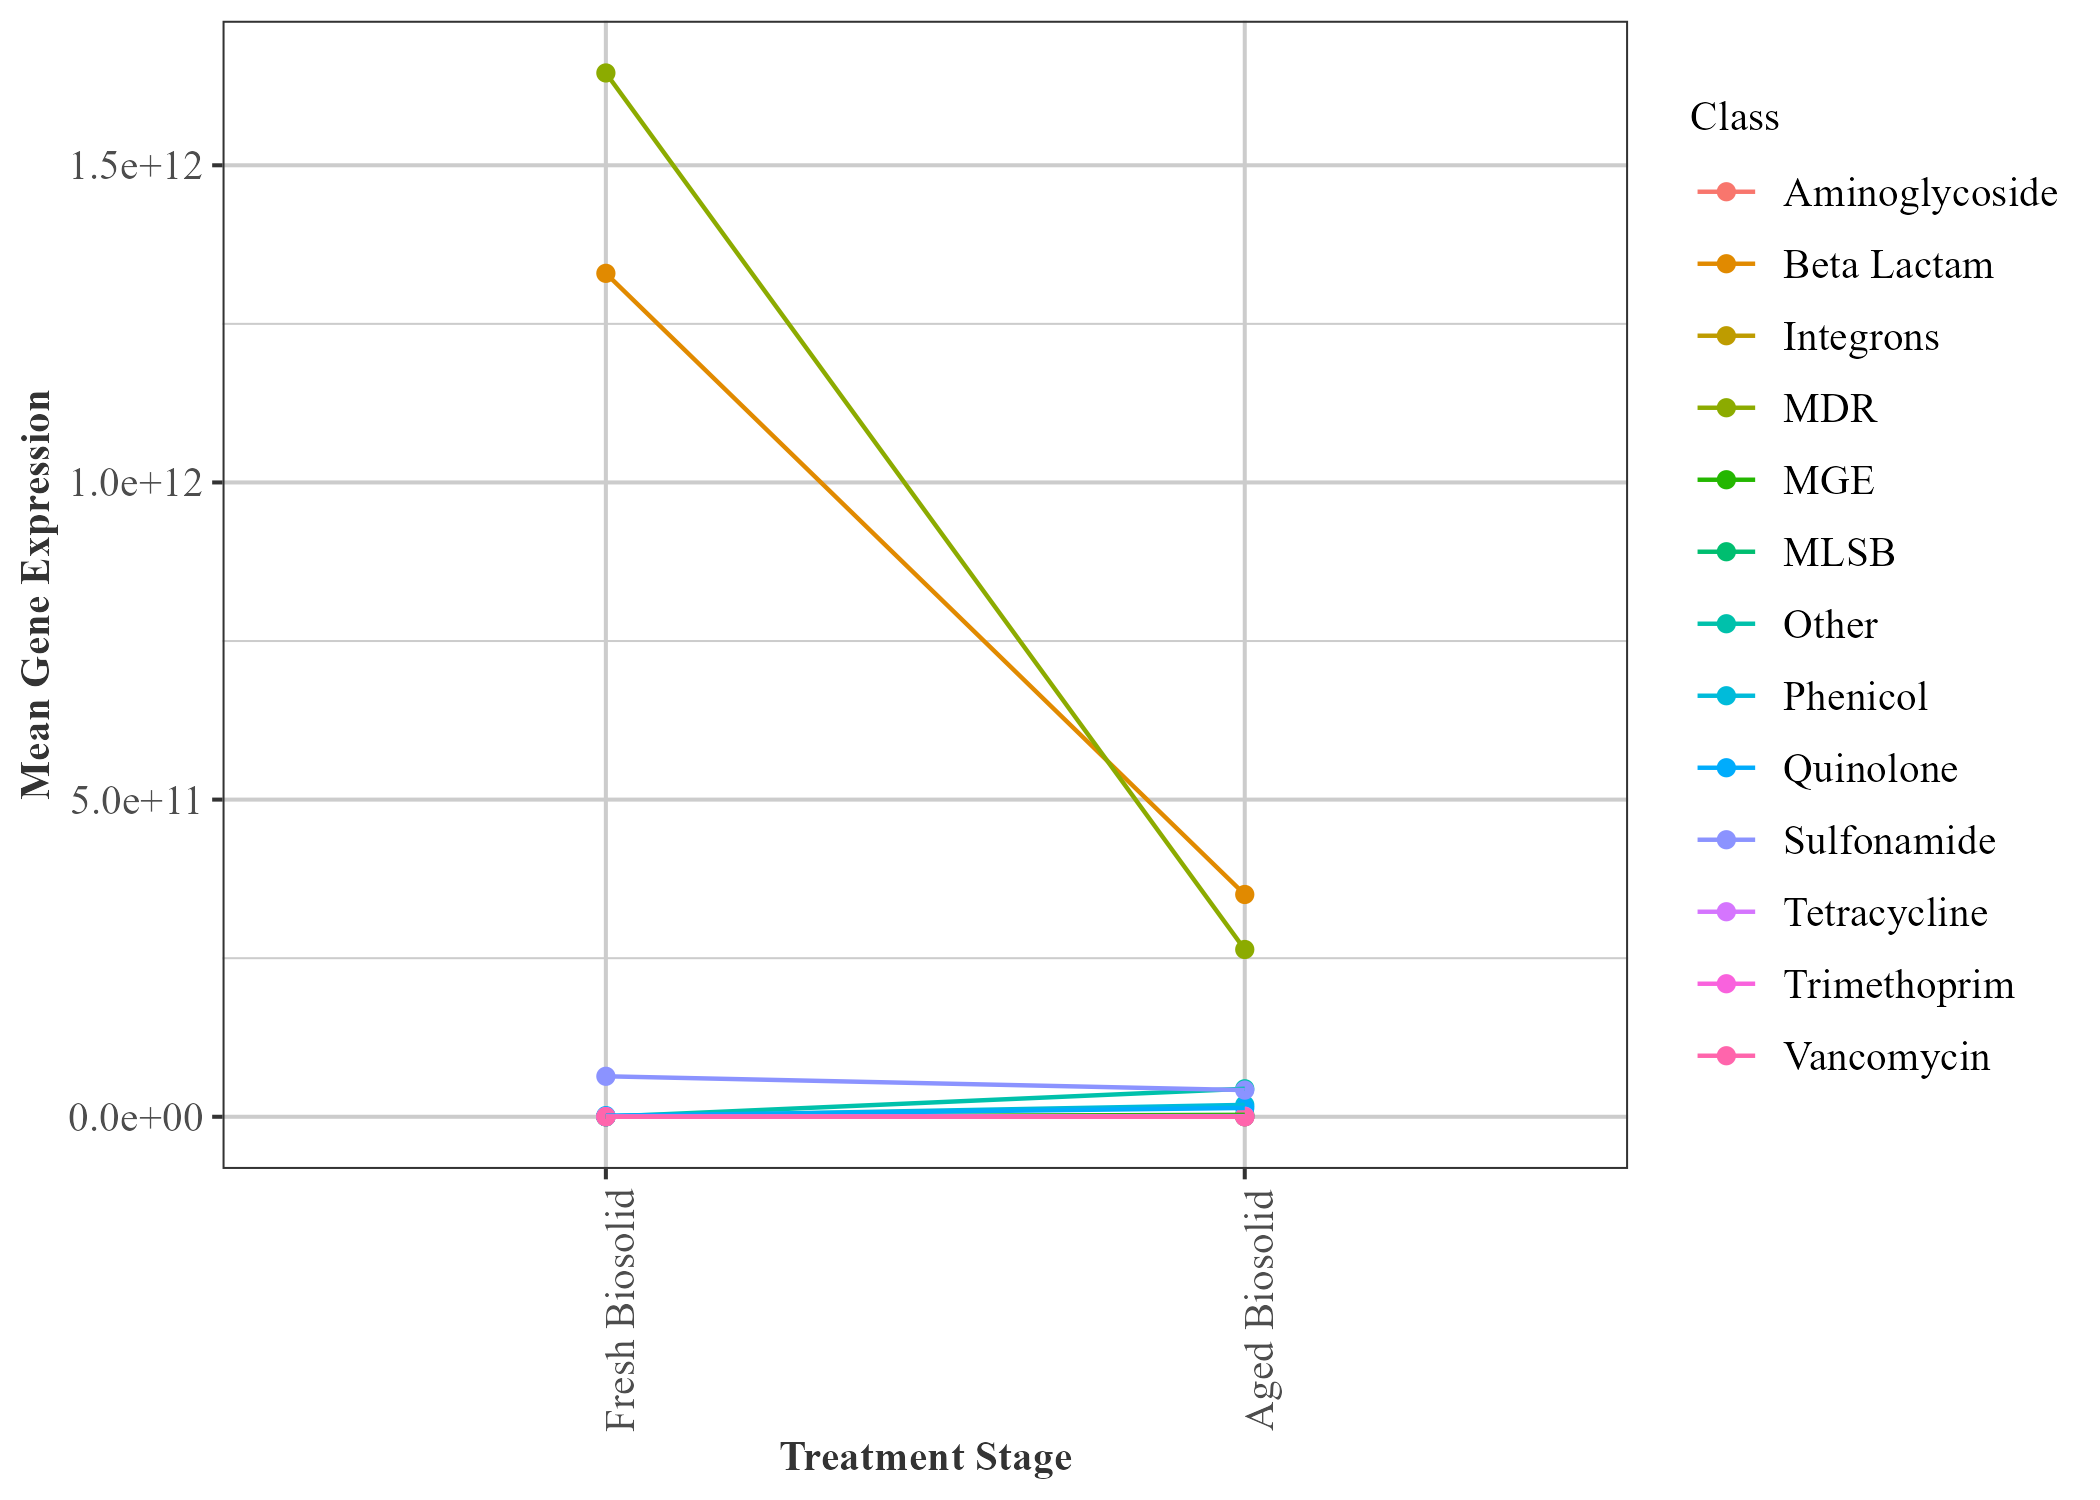 Mean Gene Expression
1.5e+12
1.0e+12
5.0e+11
0.0e+00
Fresh Biosolid
Aged Biosolid
Treatment Stage
Class
Aminoglycoside
Beta Lactam
Integrons
MDR
MGE
MLSB
Other
Phenicol
Quinolone
Sulfonamide
Tetracycline
Trimethoprim
Vancomycin